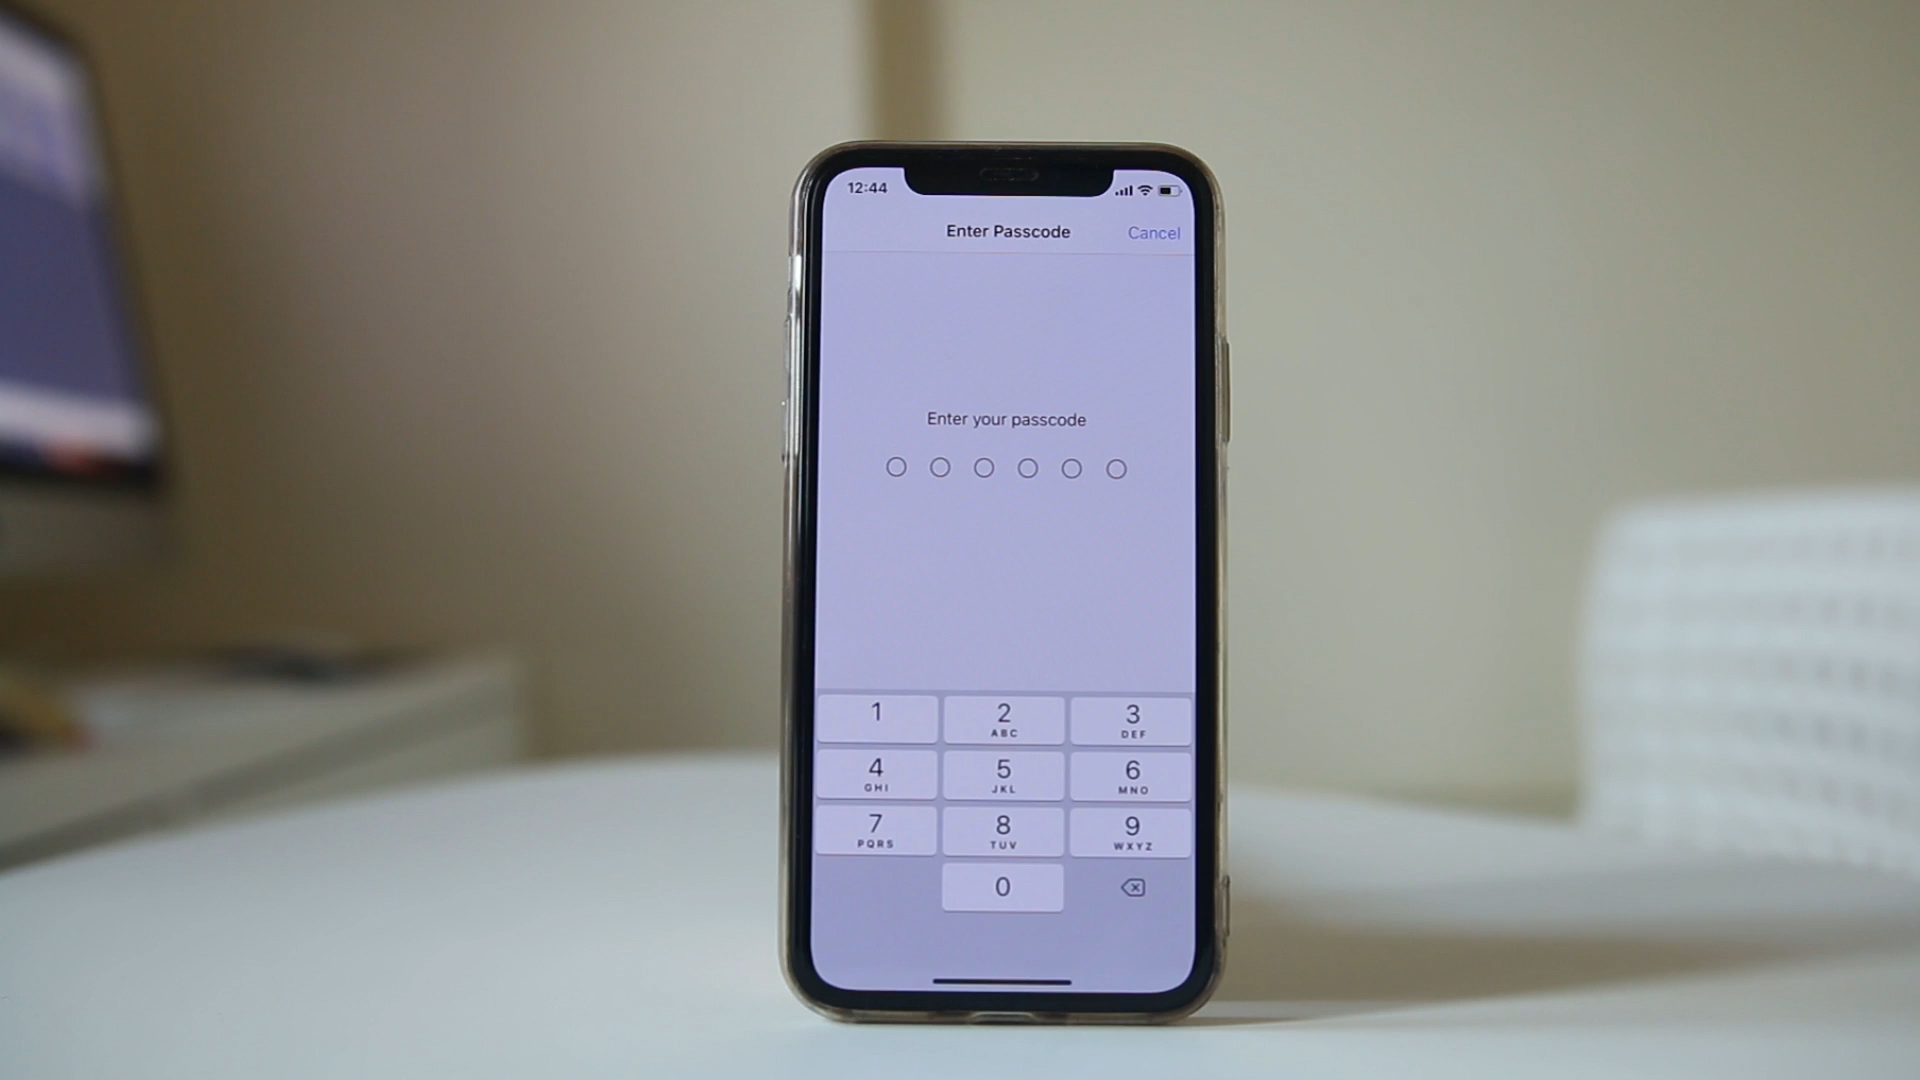 12:44
Enter Passcode Cancel
Enter your passcode
1 2 3
ABC DEF
4 5 6
GHI JKL MNO
7 8 9
PQRS TUV WXYZ
0